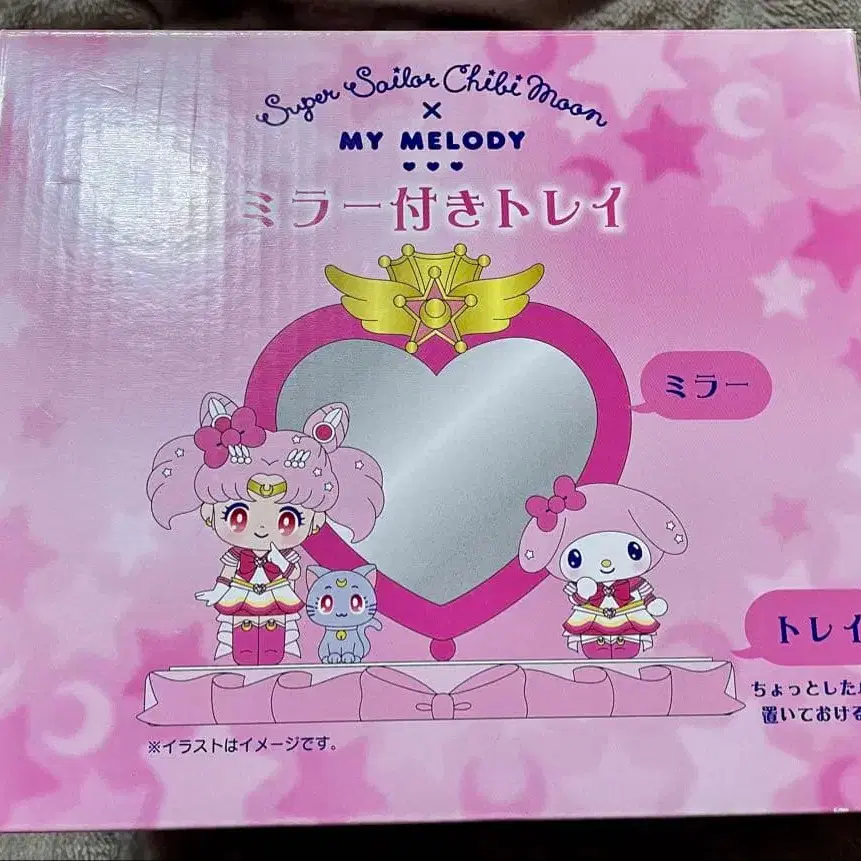 Super Sailor Chibi Moon
×
MY MELODY
ミラー付きトレイ
ミラー
トレイ
ちょっとした
置いておける
※イラストはイメージです。